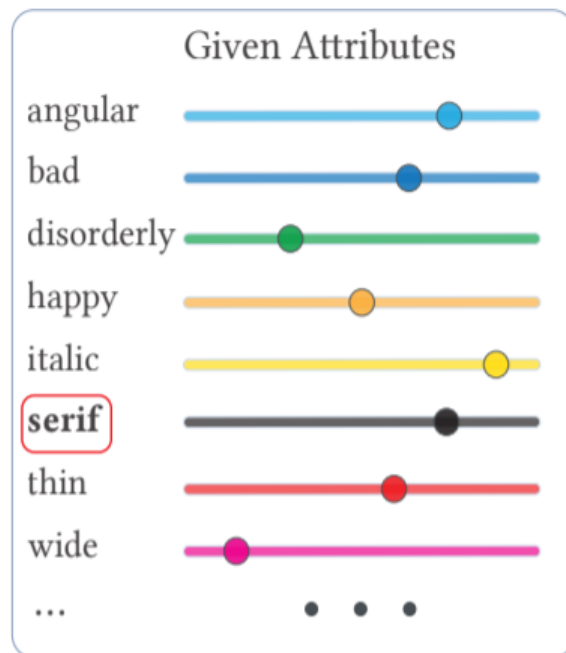 Given Attributes
angular
bad
disorderly
happy
italic
serif
thin
wide
...